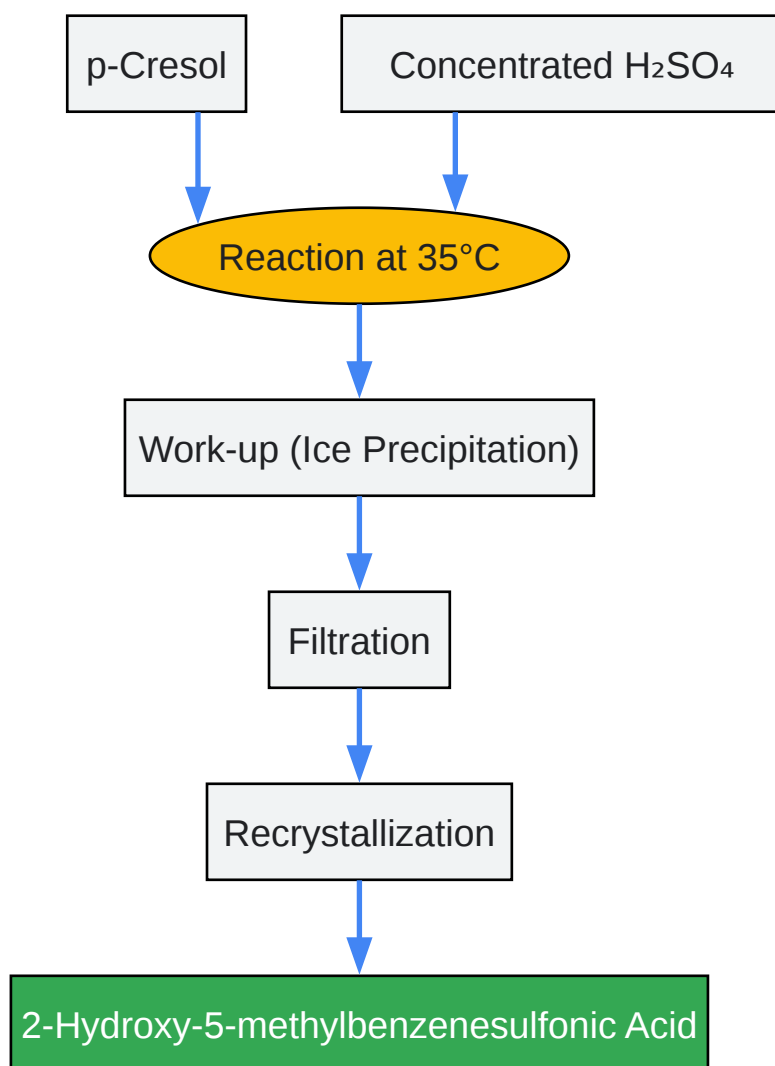 p-Cresol
Concentrated H₂SO₄
Reaction at 35°C
Work-up (Ice Precipitation)
Filtration
Recrystallization
2-Hydroxy-5-methylbenzenesulfonic Acid